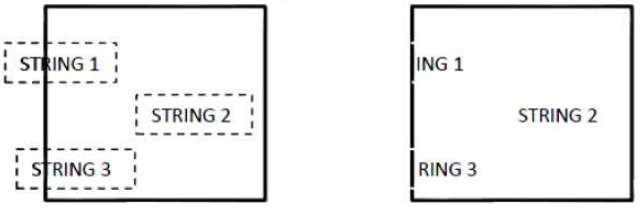 STRING 1
STRING 2
STRING 3
ING 1
STRING 2
RING 3